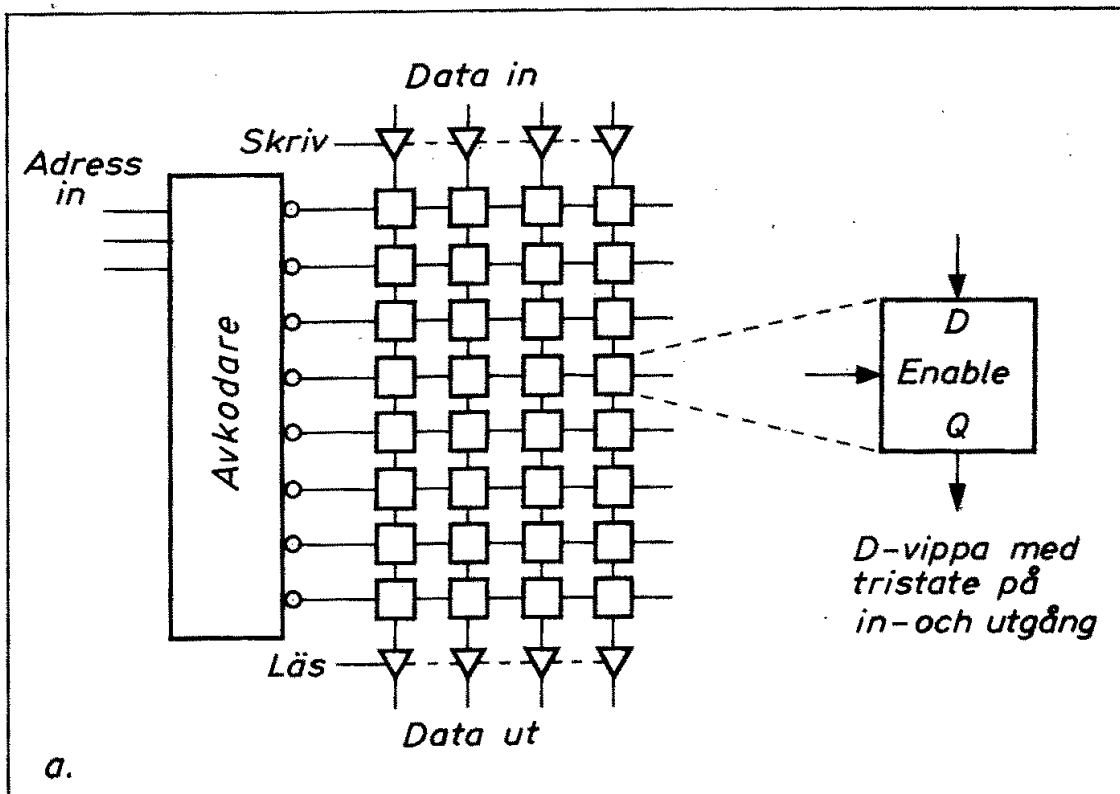 Data in
Skriv
Adress
in
Avkodare
D
Enable
Q
D-vippa med
tristate på
in-och utgång
Läs
Data ut
a.